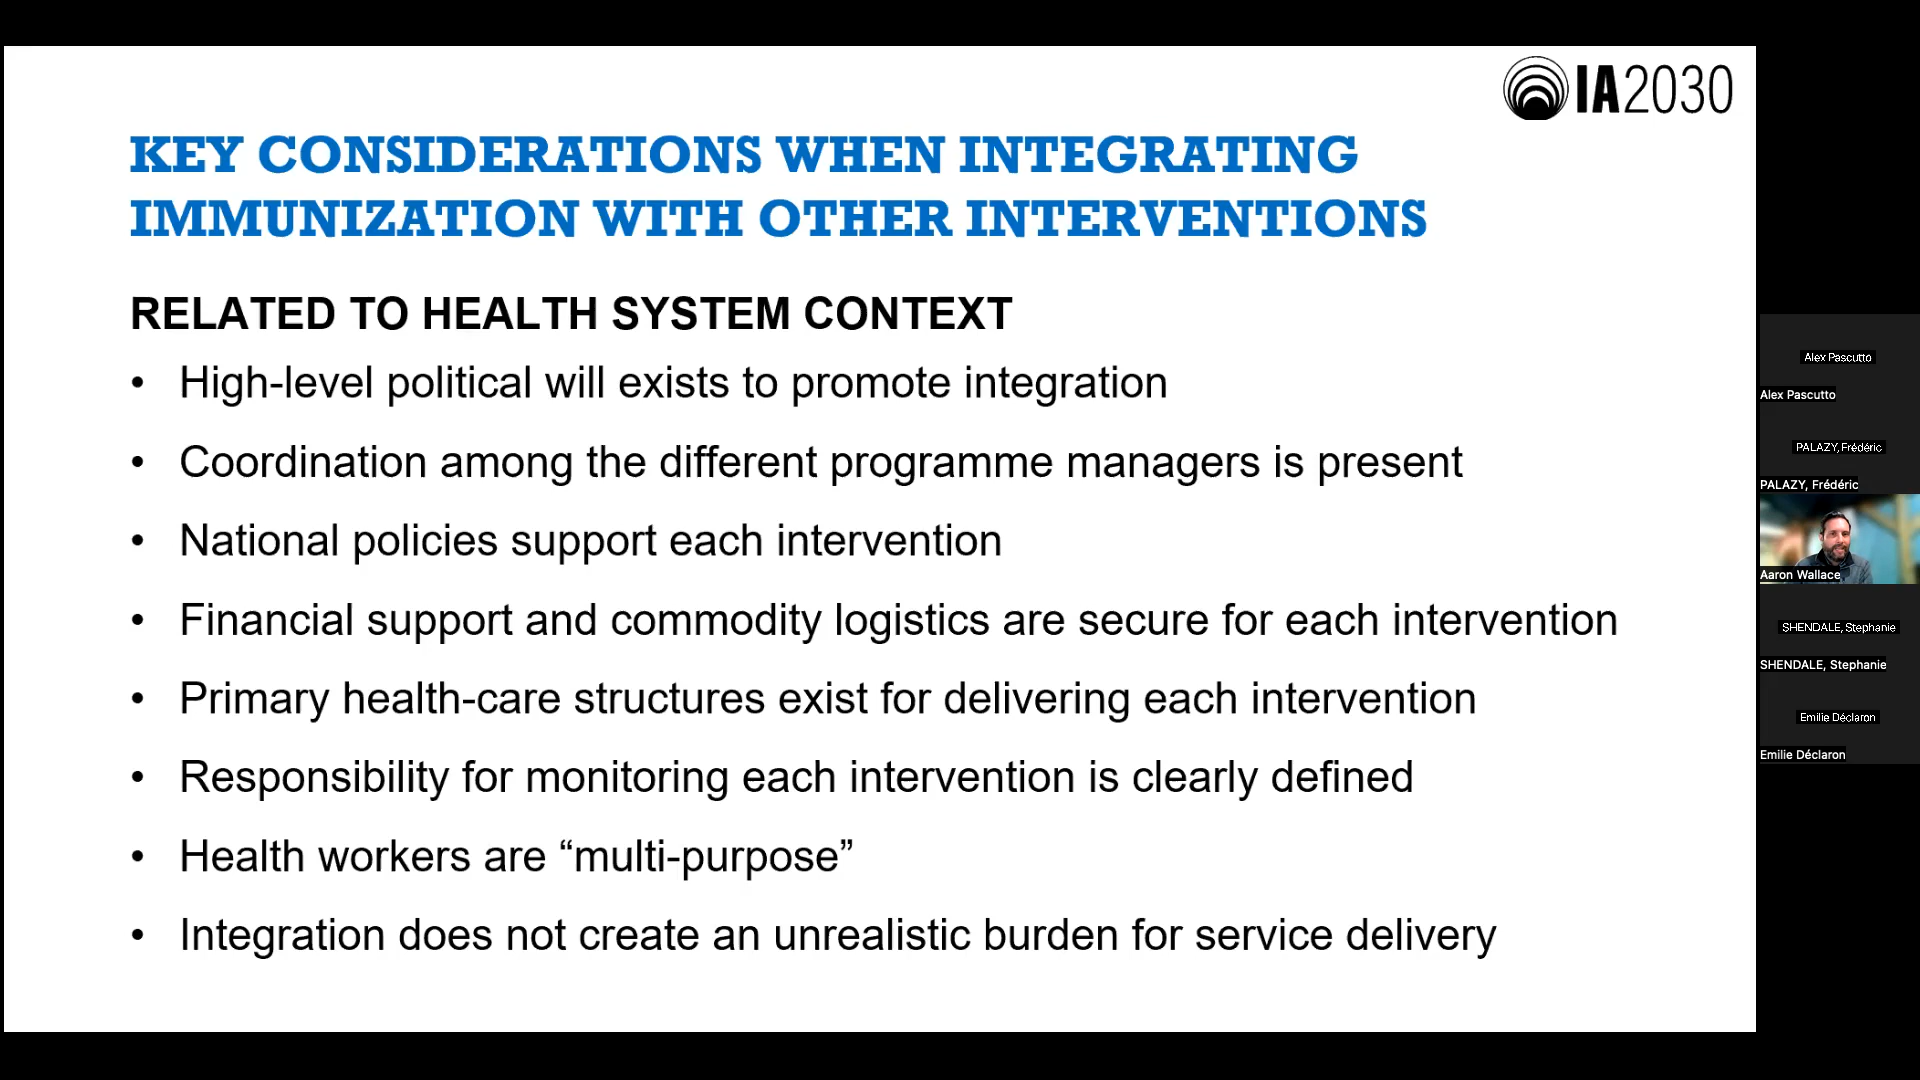 IA2030
KEY CONSIDERATIONS WHEN INTEGRATING
IMMUNIZATION WITH OTHER INTERVENTIONS
RELATED TO HEALTH SYSTEM CONTEXT
• High-level political will exists to promote integration
• Coordination among the different programme managers is present
• National policies support each intervention
• Financial support and commodity logistics are secure for each intervention
• Primary health-care structures exist for delivering each intervention
• Responsibility for monitoring each intervention is clearly defined
• Health workers are “multi-purpose”
• Integration does not create an unrealistic burden for service delivery
Alex Pascutto
Alex Pascutto
PALAZY, Frédéric
PALAZY, Frédéric
Aaron Wallace
SHENDALE, Stephanie
SHENDALE, Stephanie
Emilie Déclaron
Emilie Déclaron